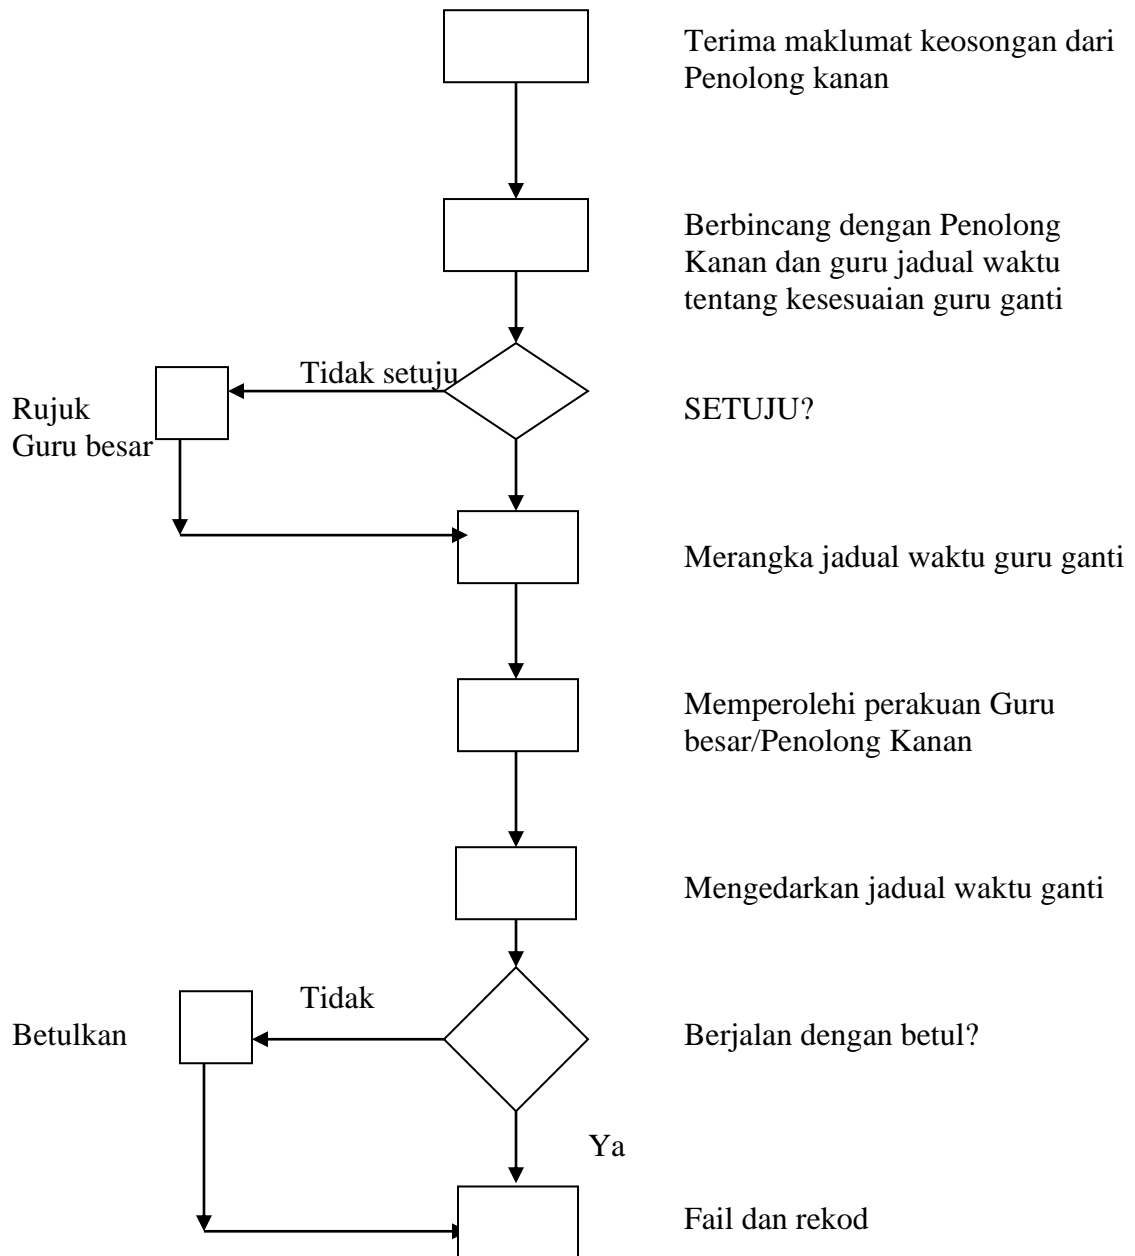 Terima maklumat keosongan dari
Penolong kanan
Berbincang dengan Penolong
Kanan dan guru jadual waktu
tentang kesesuaian guru ganti
Tidak setuju
Rujuk
Guru besar
SETUJU?
Merangka jadual waktu guru ganti
Memperolehi perakuan Guru
besar/Penolong Kanan
Mengedarkan jadual waktu ganti
Tidak
Betulkan
Berjalan dengan betul?
Ya
Fail dan rekod